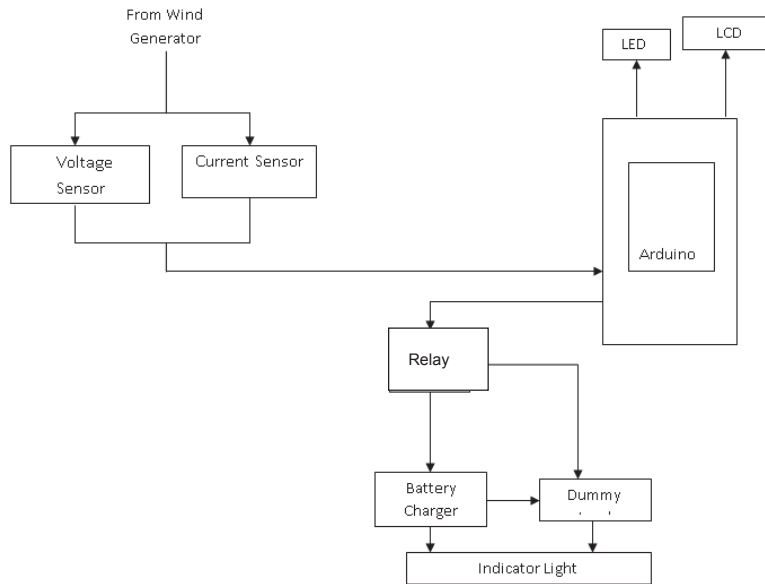 From Wind
Generator
LED
LCD
Voltage
Sensor
Current Sensor
Arduino
Relay
Battery
Charger
Dummy
Indicator Light